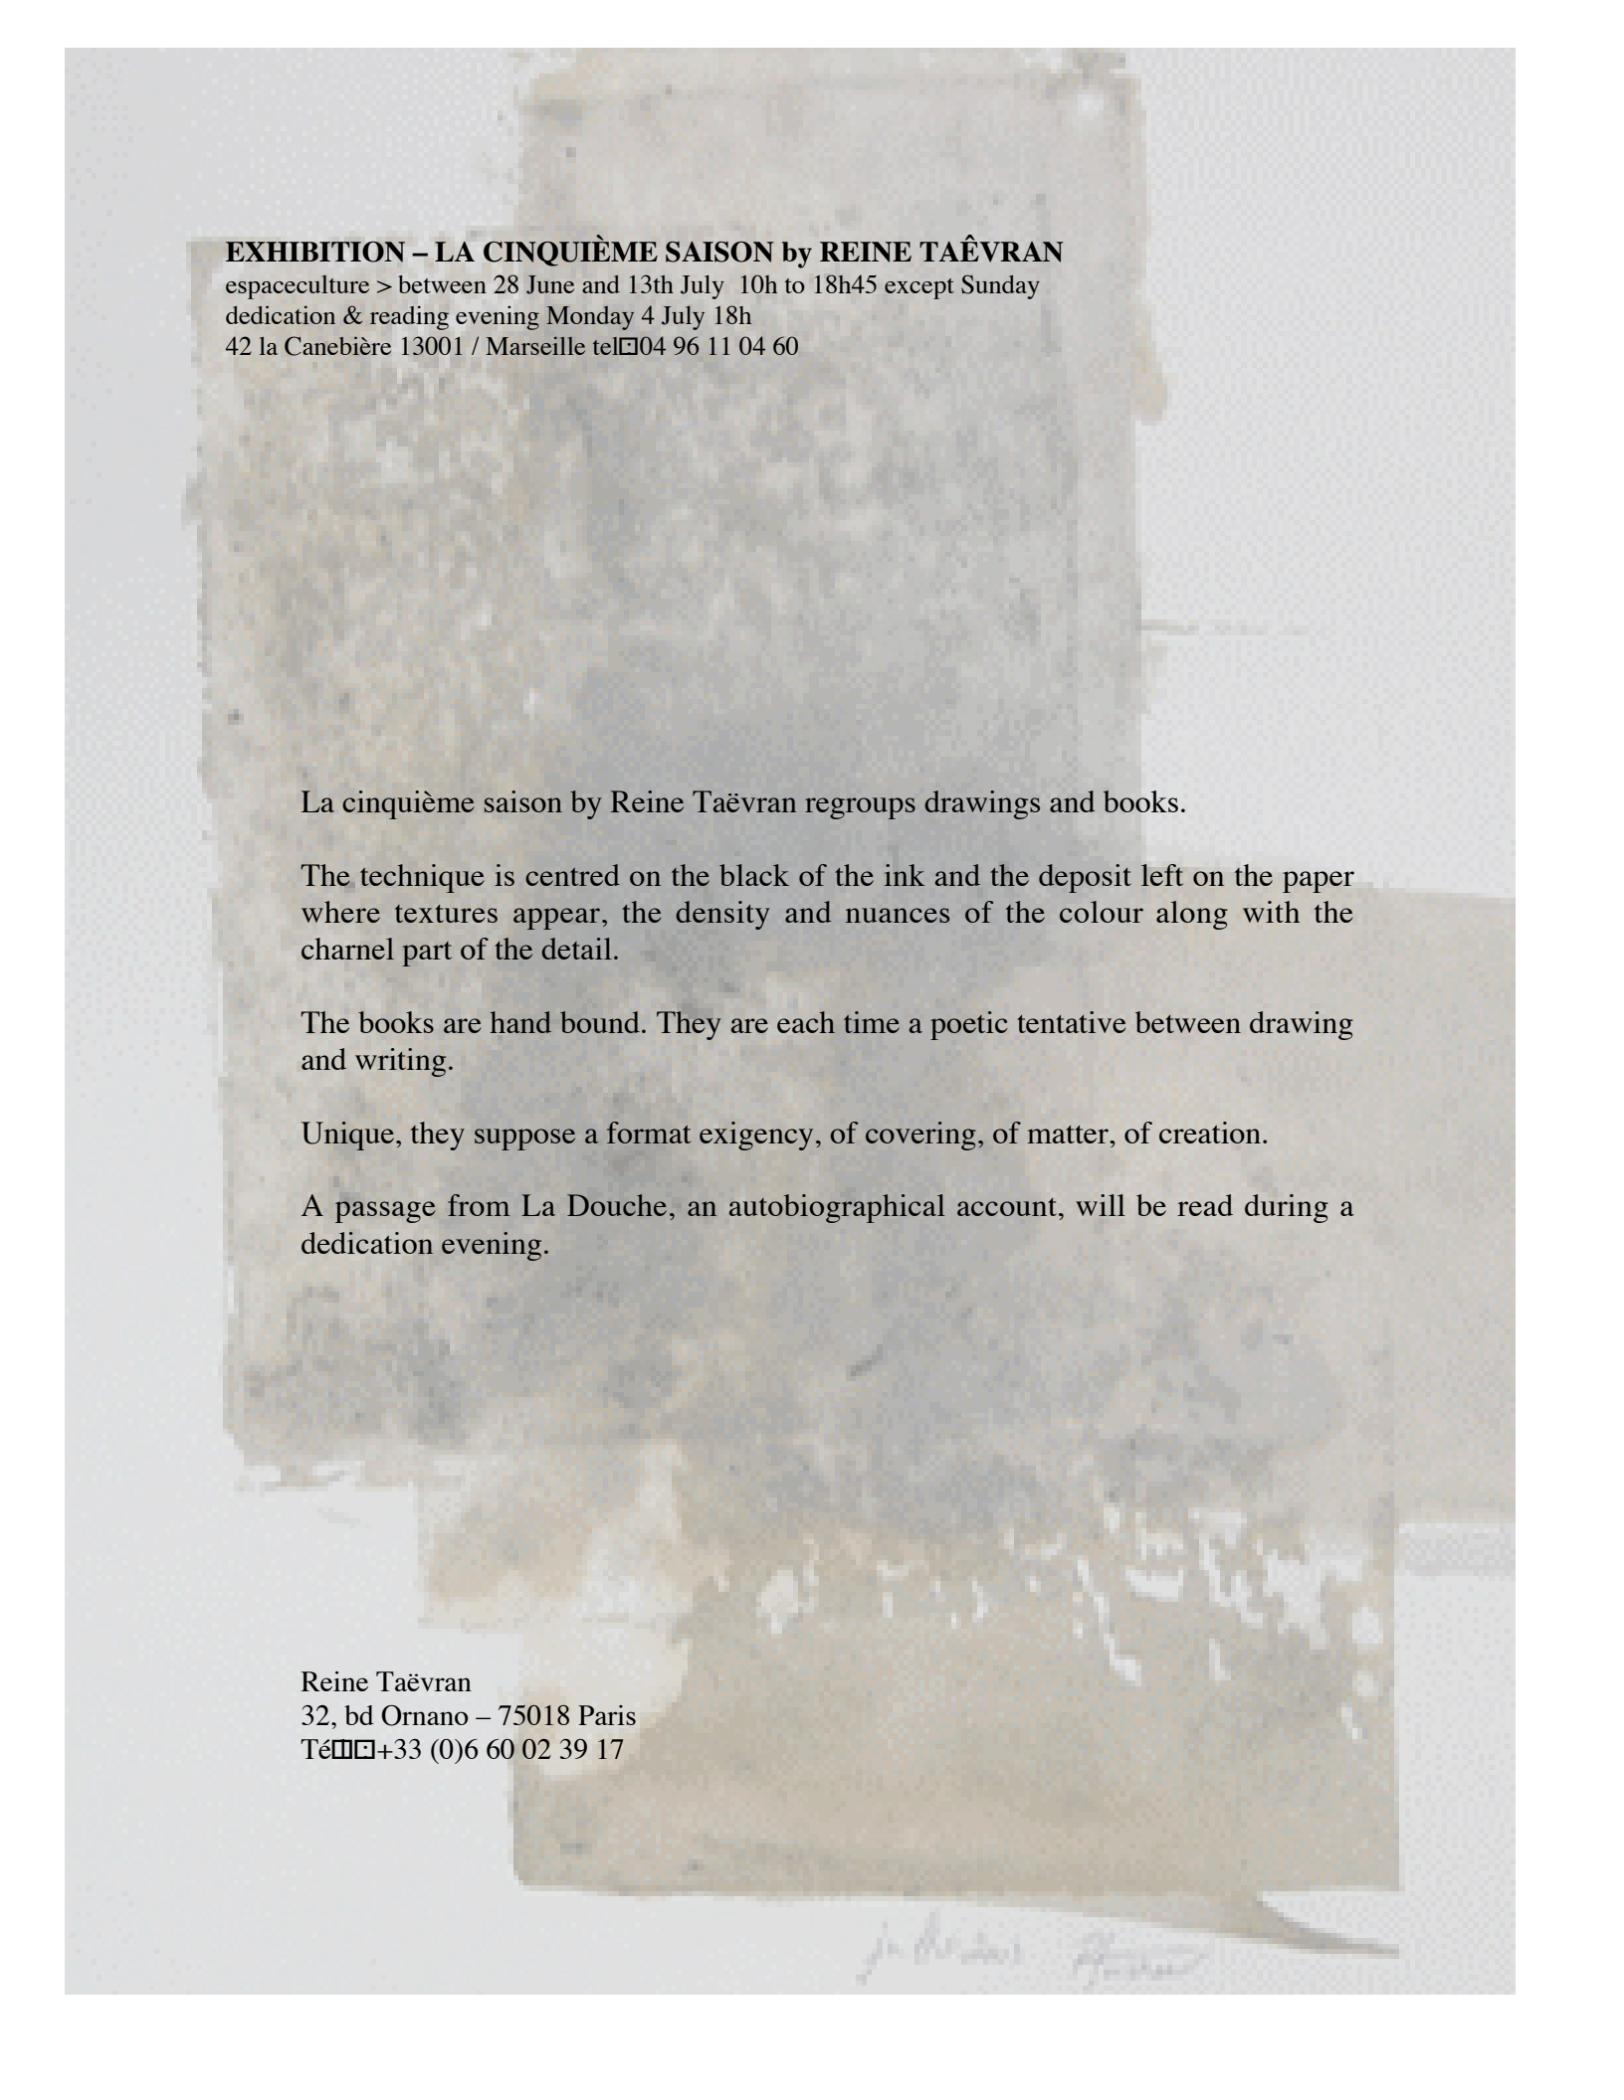 EXHIBITION – LA CINQUIÈME SAISON by REINE TAÊVRAN
espaceculture > between 28 June and 13th July 10h to 18h45 except Sunday
dedication & reading evening Monday 4 July 18h
42 la Canebière 13001 / Marseille tel 04 96 11 04 60
La cinquième saison by Reine Taëvran regroups drawings and books.
The technique is centred on the black of the ink and the deposit left on the paper
where textures appear, the density and nuances of the colour along with the
charnel part of the detail.
The books are hand bound. They are each time a poetic tentative between drawing
and writing.
Unique, they suppose a format exigency, of covering, of matter, of creation.
A passage from La Douche, an autobiographical account, will be read during a
dedication evening.
Reine Taëvran
32, bd Ornano – 75018 Paris
Té +33 (0)6 60 02 39 17